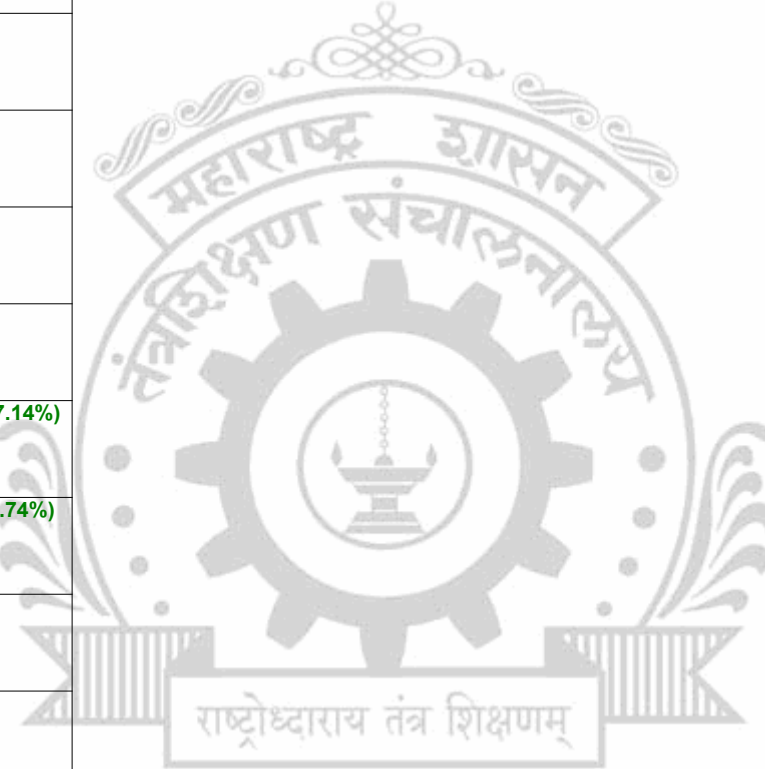 महाराष्ट्र शासन
तंत्रशिक्षण संचालनालय
7.14%)
.74%)
राष्ट्रोध्दाराय तंत्र शिक्षणम्